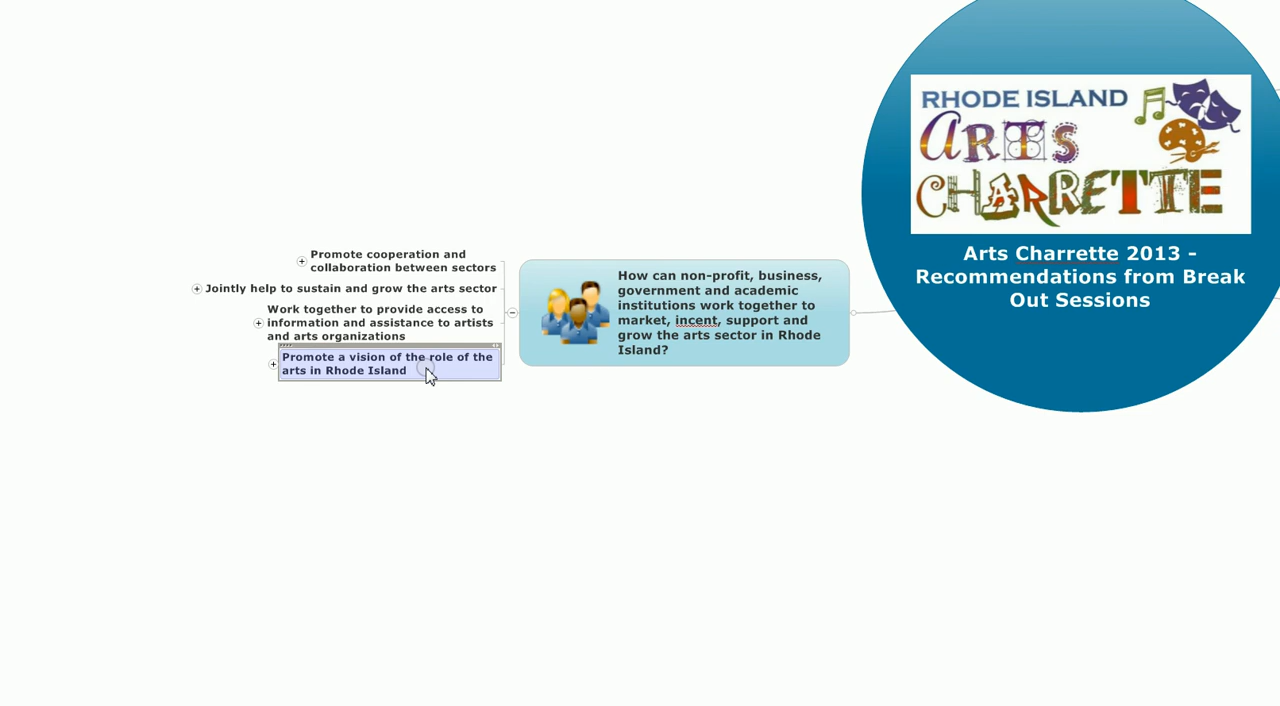 RHODE ISLAND
ARTS
CHARRETTE
Arts Charrette 2013 -
Recommendations from Break
Out Sessions
How can non-profit, business,
government and academic
institutions work together to
market, incent, support and
grow the arts sector in Rhode
Island?
Promote cooperation and
collaboration between sectors
Jointly help to sustain and grow the arts sector
Work together to provide access to
information and assistance to artists
and arts organizations
Promote a vision of the role of the
arts in Rhode Island